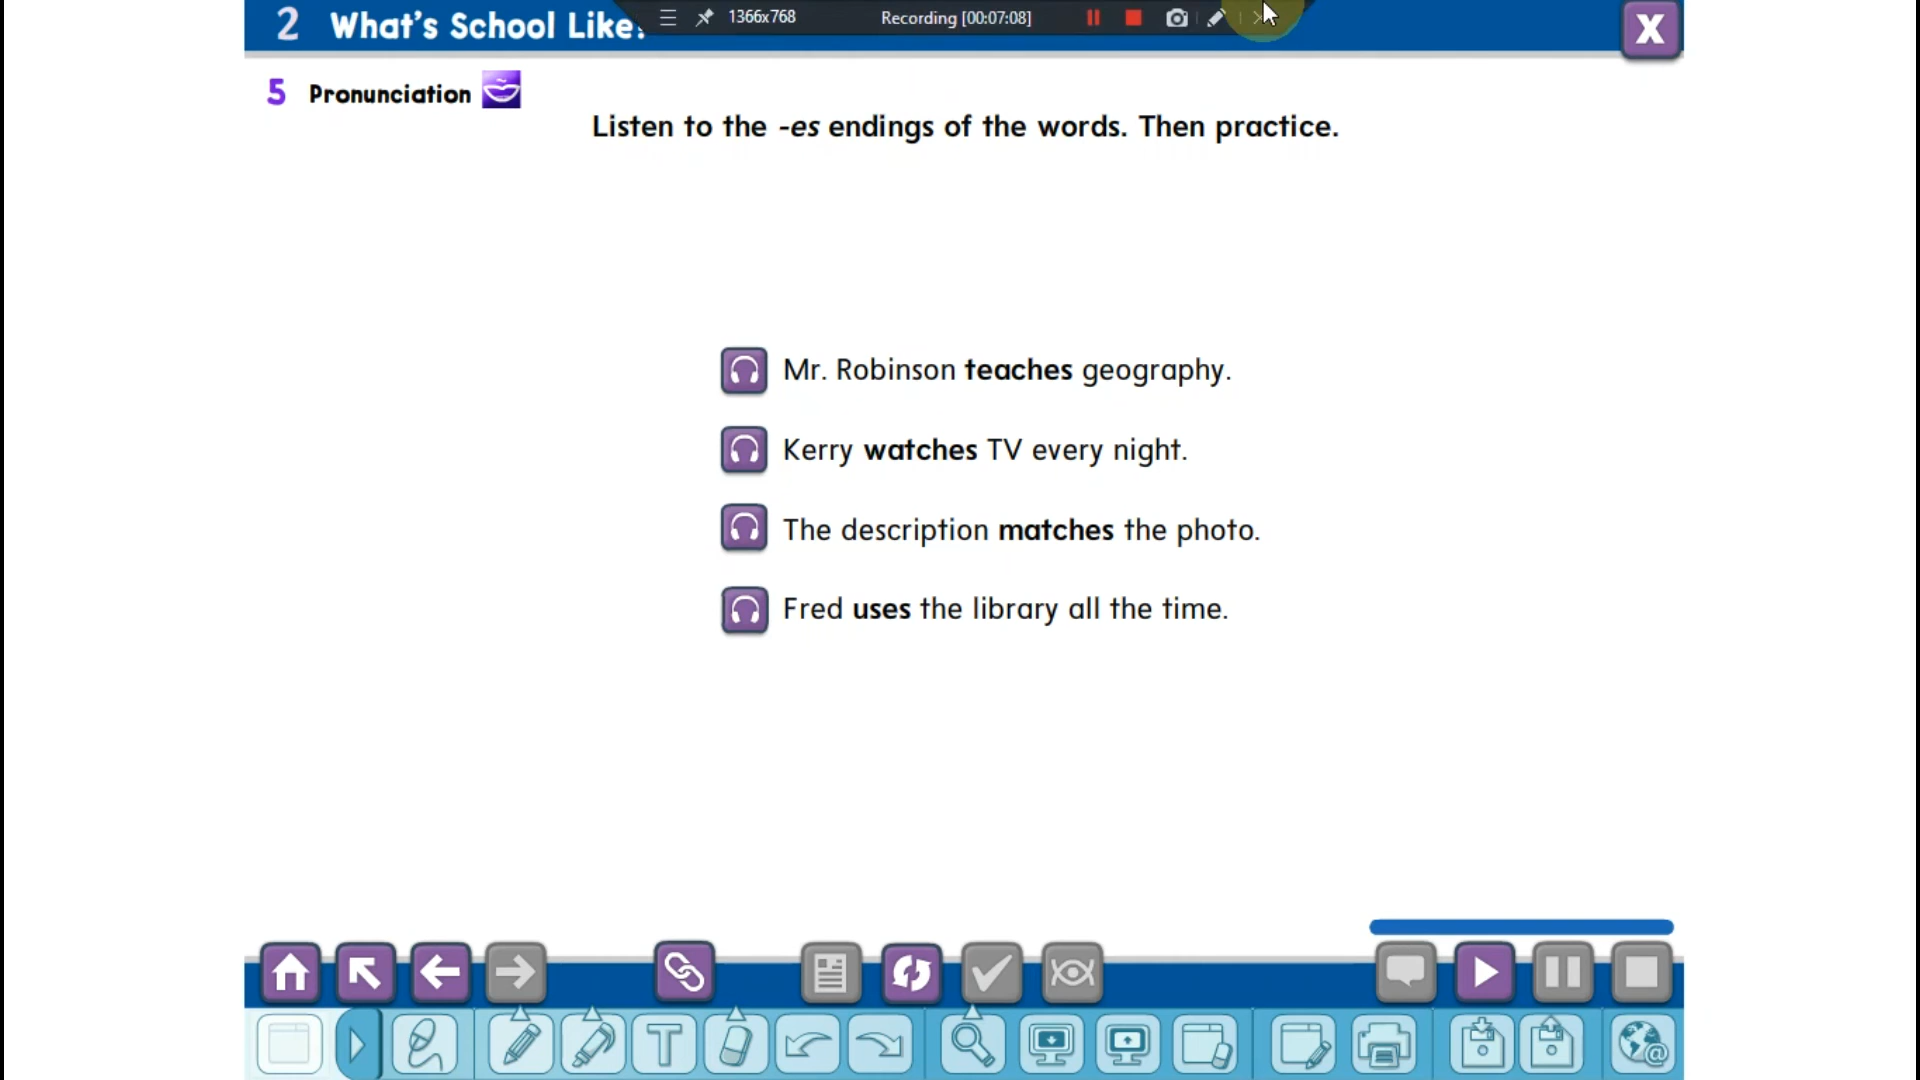 2 What's School Like?
1366x768
Recording [00:07:08]
X
5 Pronunciation
Listen to the -es endings of the words. Then practice.
Mr. Robinson teaches geography.
Kerry watches TV every night.
The description matches the photo.
Fred uses the library all the time.
T
@